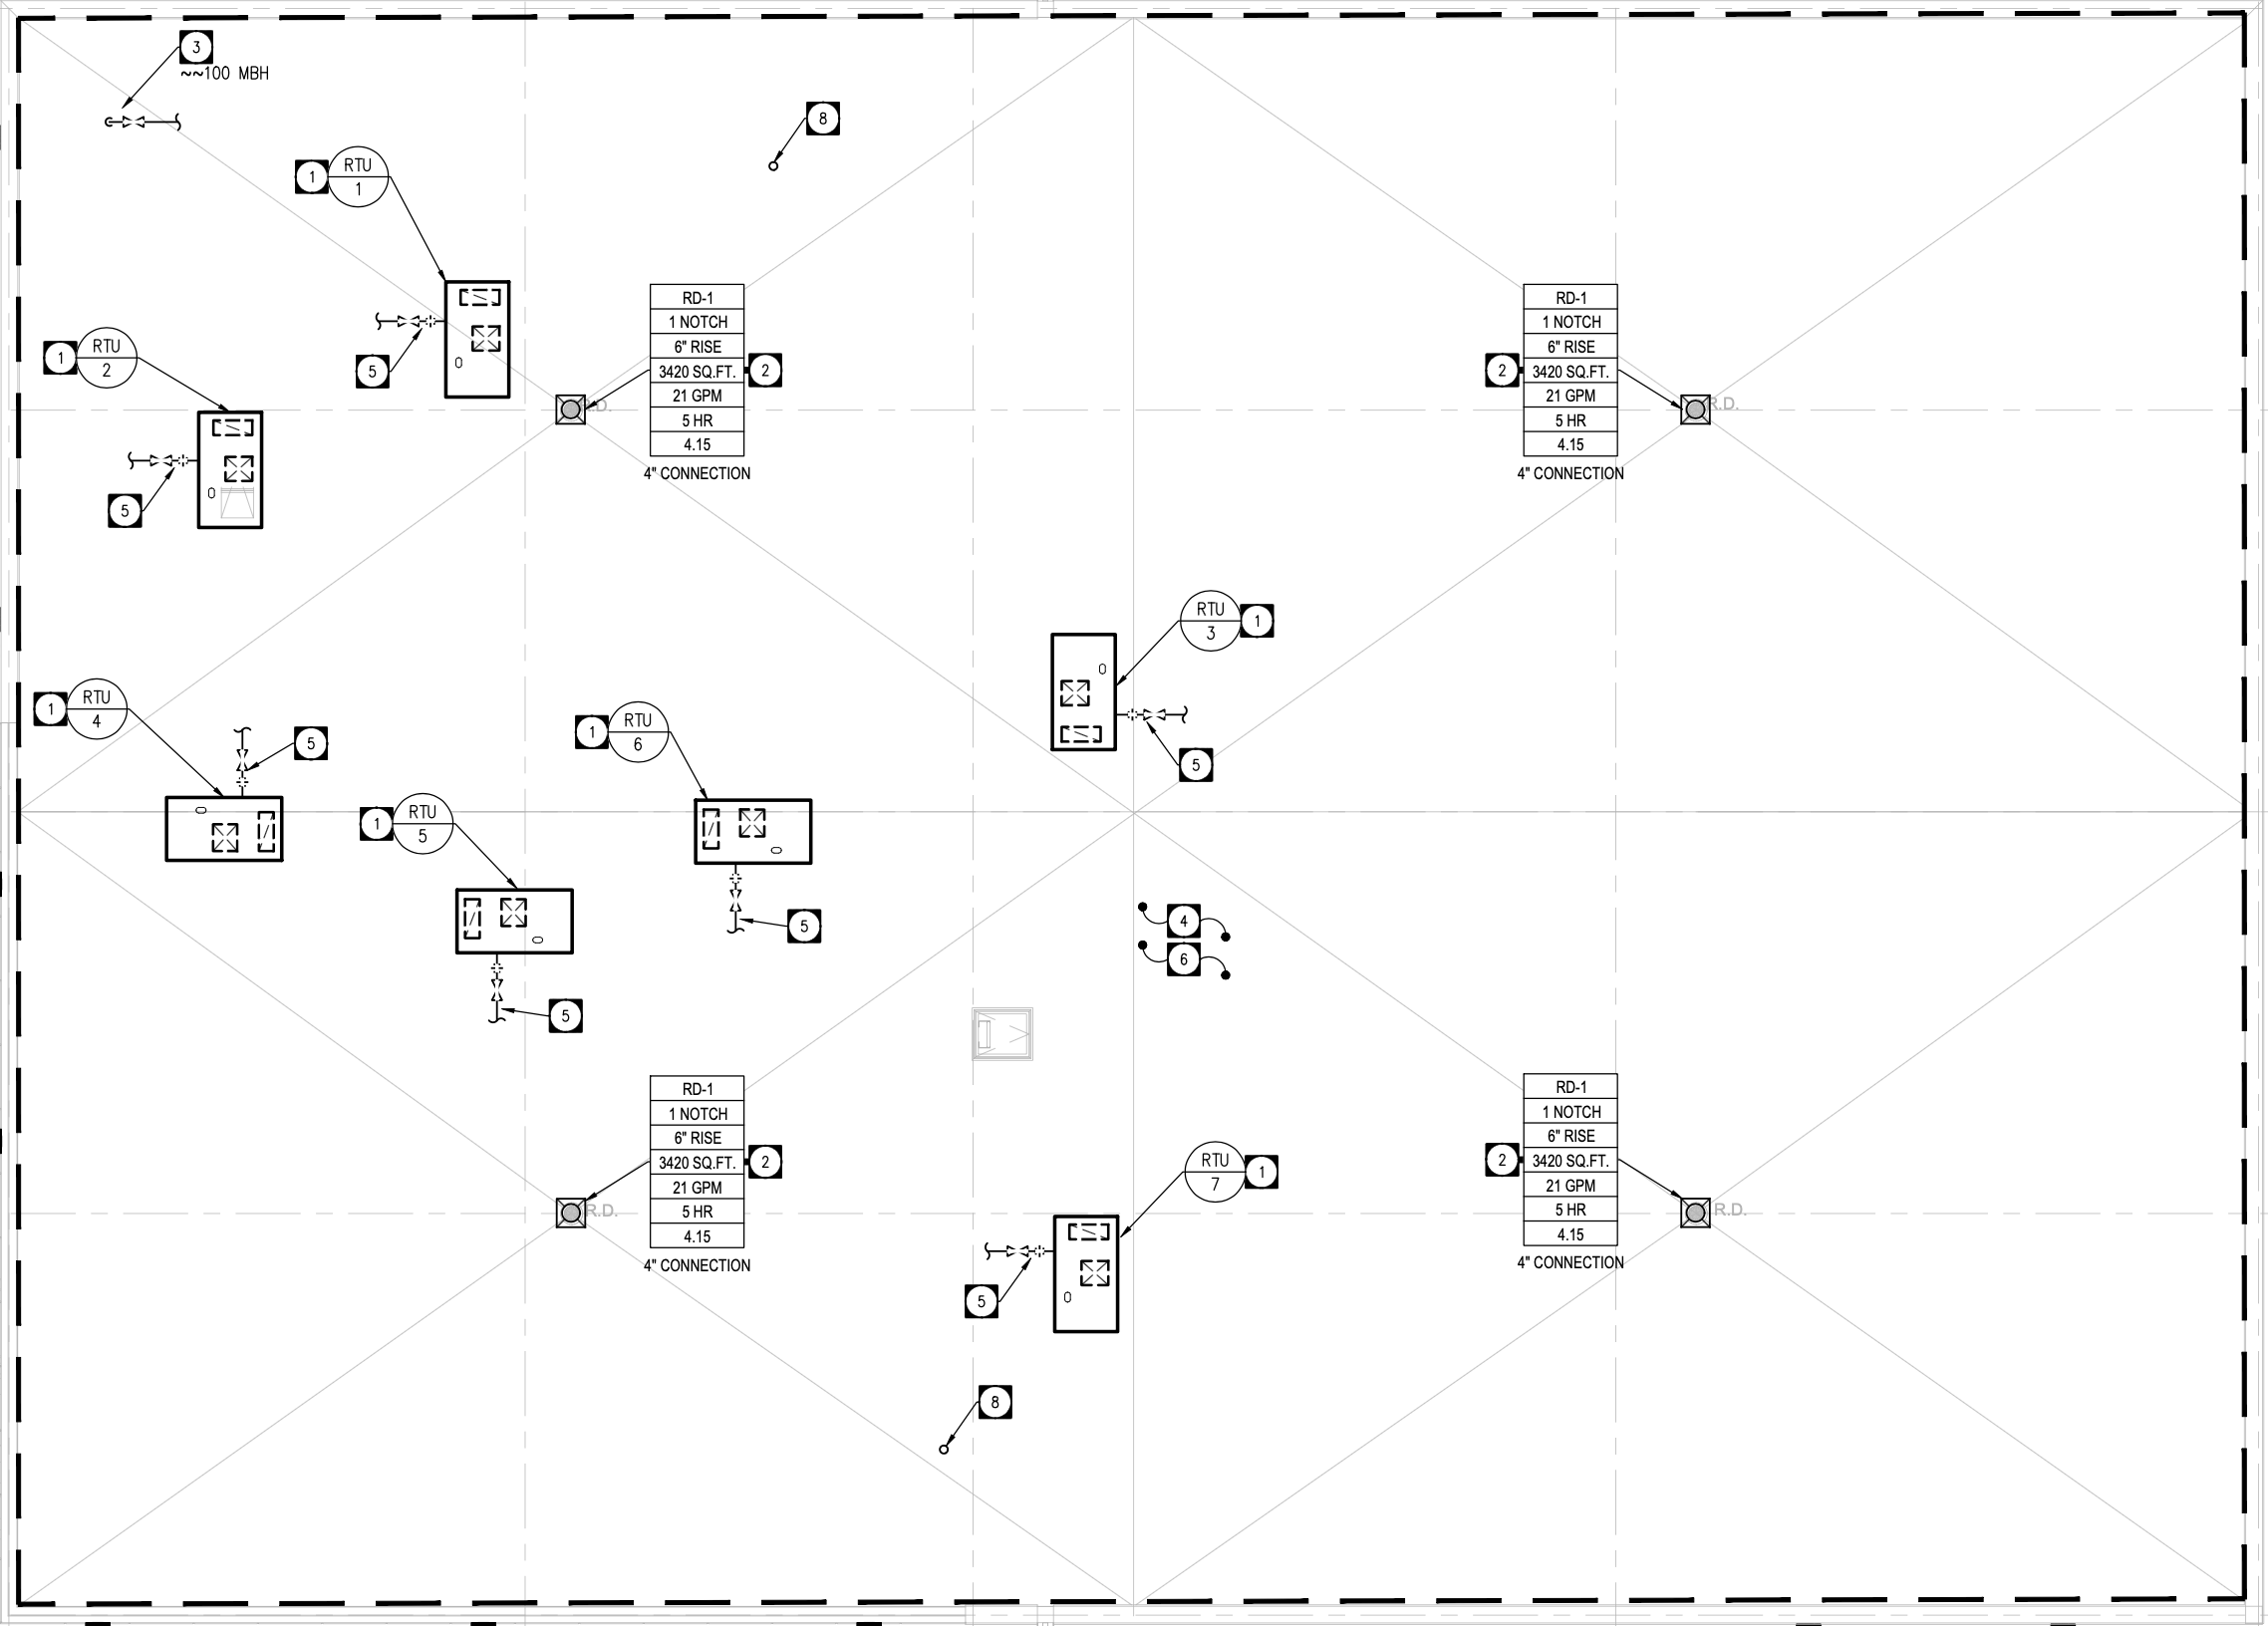 3
~~100 MBH
8
1
RTU
1
5
1
RTU
2
5
RD-1
1 NOTCH
6" RISE
3420 SQ.FT.
21 GPM
5 HR
4.15
4" CONNECTION
2
R.D.
RD-1
1 NOTCH
6" RISE
3420 SQ.FT.
21 GPM
5 HR
4.15
4" CONNECTION
2
R.D.
RTU
3
1
5
1
RTU
4
5
1
RTU
5
5
1
RTU
6
5
4
6
RD-1
1 NOTCH
6" RISE
3420 SQ.FT.
21 GPM
5 HR
4.15
4" CONNECTION
2
R.D.
RTU
7
1
5
RD-1
1 NOTCH
6" RISE
3420 SQ.FT.
21 GPM
5 HR
4.15
4" CONNECTION
2
R.D.
8